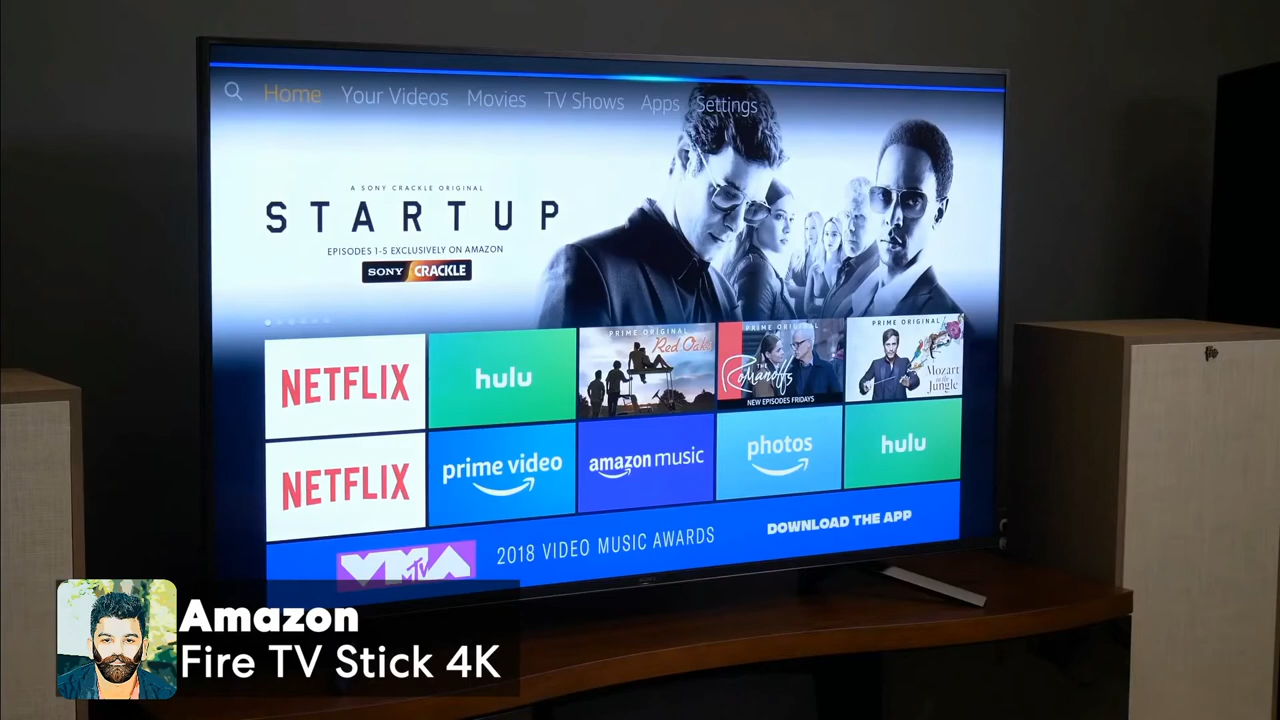 Home Your Videos Movies TV Shows Apps Settings
A SONY CRACKLE ORIGINAL
STARTUP
EPISODES 1-5 EXCLUSIVELY ON AMAZON
SONY CRACKLE
NETFLIX
hulu
PRIME ORIGINAL
Red Oaks
PRIME ORIGINAL
THE
Romanoffs
NEW EPISODES FRIDAYS
PRIME ORIGINAL
Mozart
in the
Jungle
NETFLIX
prime video
amazon music
photos
hulu
MTV
2018 VIDEO MUSIC AWARDS
DOWNLOAD THE APP
SONY
Amazon
Fire TV Stick 4K